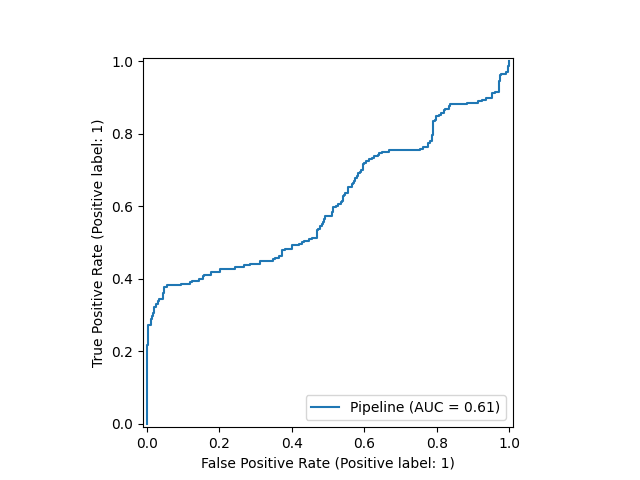 1.0
0.8
0.6
0.4
0.2
0.0
True Positive Rate (Positive label: 1)
Pipeline (AUC = 0.61)
0.0 0.2 0.4 0.6 0.8 1.0
False Positive Rate (Positive label: 1)